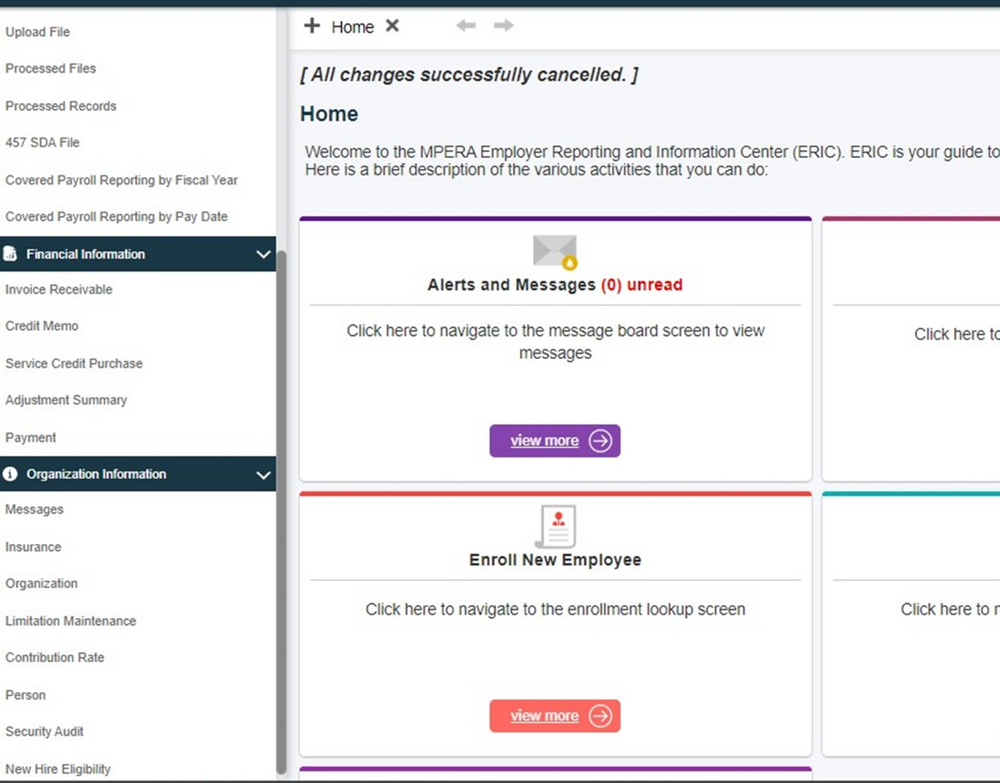 Upload File
Processed Files
Processed Records
457 SDA File
Covered Payroll Reporting by Fiscal Year
Covered Payroll Reporting by Pay Date
Financial Information
Invoice Receivable
Credit Memo
Service Credit Purchase
Adjustment Summary
Payment
Organization Information
Messages
Insurance
Organization
Limitation Maintenance
Contribution Rate
Person
Security Audit
New Hire Eligibility
Home
[ All changes successfully cancelled. ]
Home
Welcome to the MPERA Employer Reporting and Information Center (ERIC). ERIC is your guide to
Here is a brief description of the various activities that you can do:
Alerts and Messages (0) unread
Click here to navigate to the message board screen to view
messages
view more
Click here to
Enroll New Employee
Click here to navigate to the enrollment lookup screen
view more
Click here to n